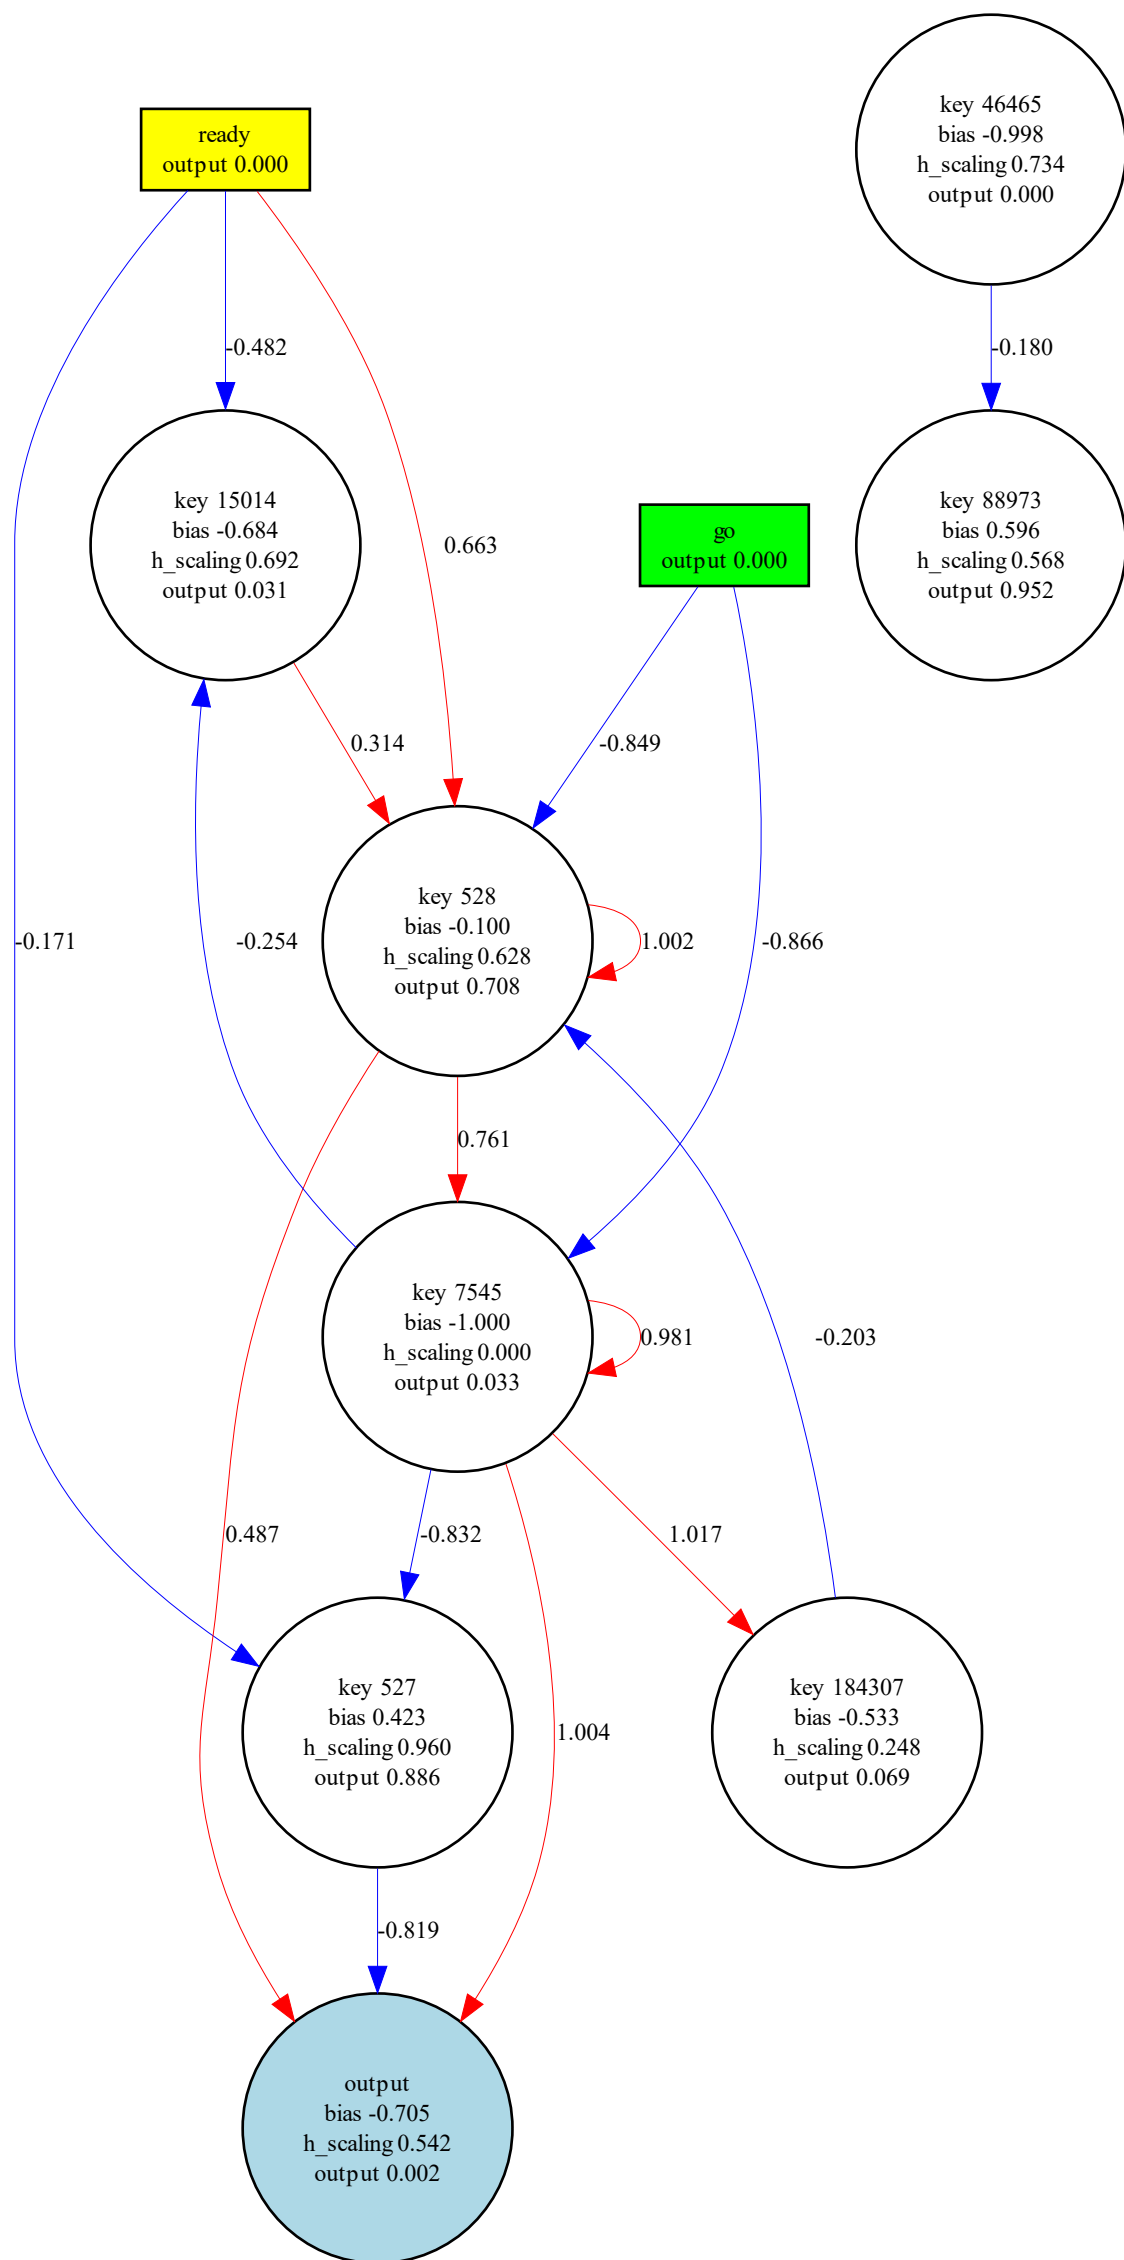 key 46465
bias -0.998
h_scaling 0.734
output 0.000
ready
output 0.000
-0.482
-0.180
key 15014
bias -0.684
h_scaling 0.692
output 0.031
0.663
go
output 0.000
key 88973
bias 0.596
h_scaling 0.568
output 0.952
0.314
-0.849
key 528
bias -0.100
h_scaling 0.628
output 0.708
-0.171
-0.254
1.002
-0.866
0.761
key 7545
bias -1.000
h_scaling 0.000
output 0.033
0.981
-0.203
0.487
-0.832
1.017
key 527
bias 0.423
h_scaling 0.960
output 0.886
1.004
key 184307
bias -0.533
h_scaling 0.248
output 0.069
-0.819
output
bias -0.705
h_scaling 0.542
output 0.002